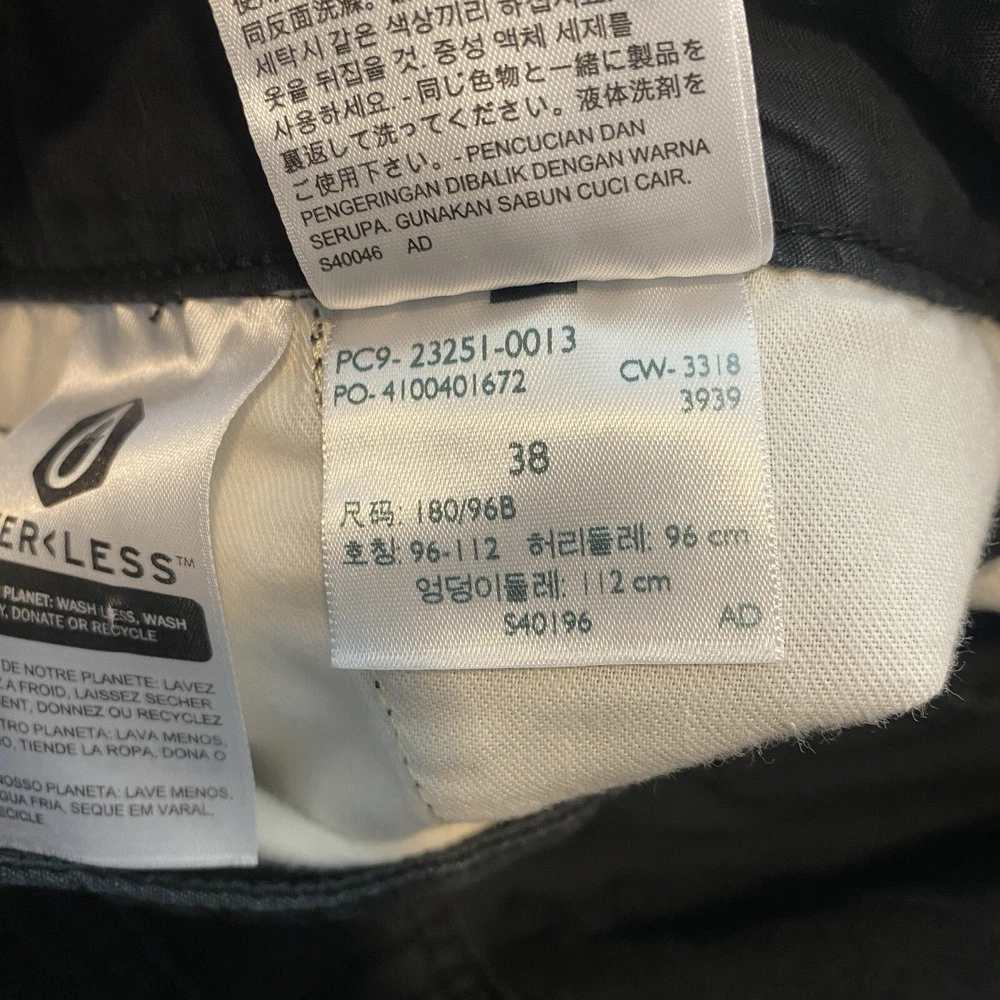 同反面洗涤。
세탁시 같은 색상끼리 하십시오.
옷을 뒤집을 것. 중성 액체 세제를
사용하세요. - 同じ色物と一緒に製品を
裏返して洗ってください。液体洗剤を
ご使用下さい。- PENCUCIAN DAN
PENGERINGAN DIBALIK DENGAN WARNA
SERUPA. GUNAKAN SABUN CUCI CAIR.
S40046 AD
PC9-23251-0013
PO-4100401672
CW-3318
3939
38
尺码: 180/96B
호칭: 96-112 허리둘레: 96 cm
엉덩이둘레: 112 cm
S40196 AD
ER<LESS™
PLANET: WASH LESS, WASH
Y, DONATE OR RECYCLE
DE NOTRE PLANETE: LAVEZ
A FROID, LAISSEZ SECHER
ENT, DONNEZ OU RECYCLEZ
TRO PLANETA: LAVA MENOS,
O, TIENDE LA ROPA, DONA O
NOSSO PLANETA: LAVE MENOS,
GUA FRIA, SEQUE EM VARAL,
ECICLE